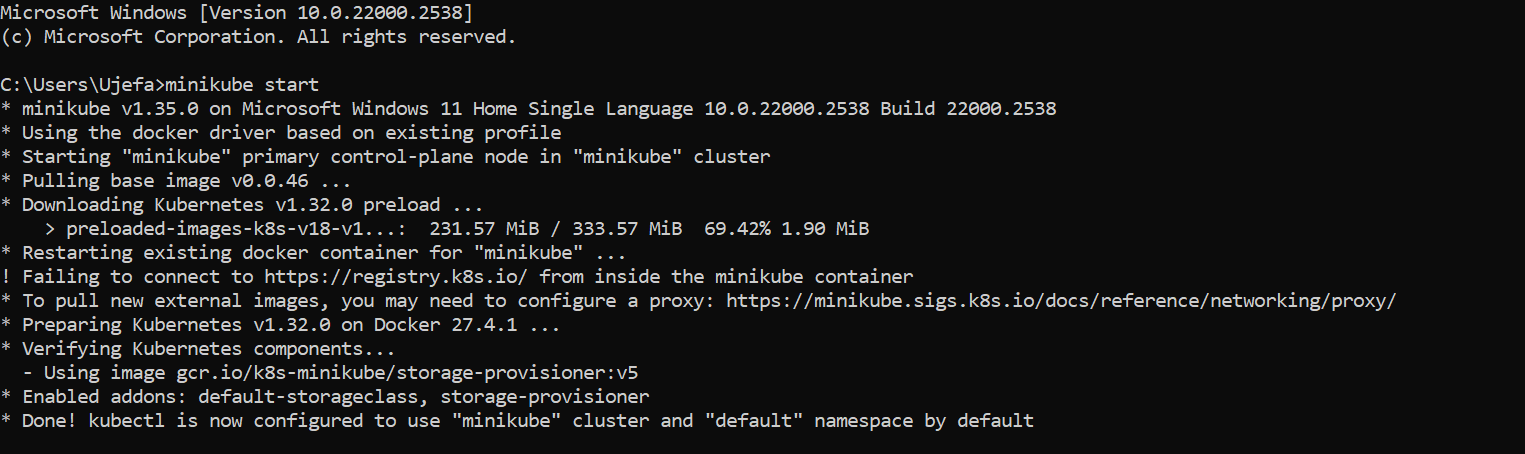 Microsoft Windows [Version 10.0.22000.2538]
(c) Microsoft Corporation. All rights reserved.
C:\Users\Ujefa>minikube start
* minikube v1.35.0 on Microsoft Windows 11 Home Single Language 10.0.22000.2538 Build 22000.2538
* Using the docker driver based on existing profile
* Starting "minikube" primary control-plane node in "minikube" cluster
* Pulling base image v0.0.46 ...
* Downloading Kubernetes v1.32.0 preload ...
    > preloaded-images-k8s-v18-v1...:  231.57 MiB / 333.57 MiB  69.42% 1.90 MiB
* Restarting existing docker container for "minikube" ...
! Failing to connect to https://registry.k8s.io/ from inside the minikube container
* To pull new external images, you may need to configure a proxy: https://minikube.sigs.k8s.io/docs/reference/networking/proxy/
* Preparing Kubernetes v1.32.0 on Docker 27.4.1 ...
* Verifying Kubernetes components...
  - Using image gcr.io/k8s-minikube/storage-provisioner:v5
* Enabled addons: default-storageclass, storage-provisioner
* Done! kubectl is now configured to use "minikube" cluster and "default" namespace by default